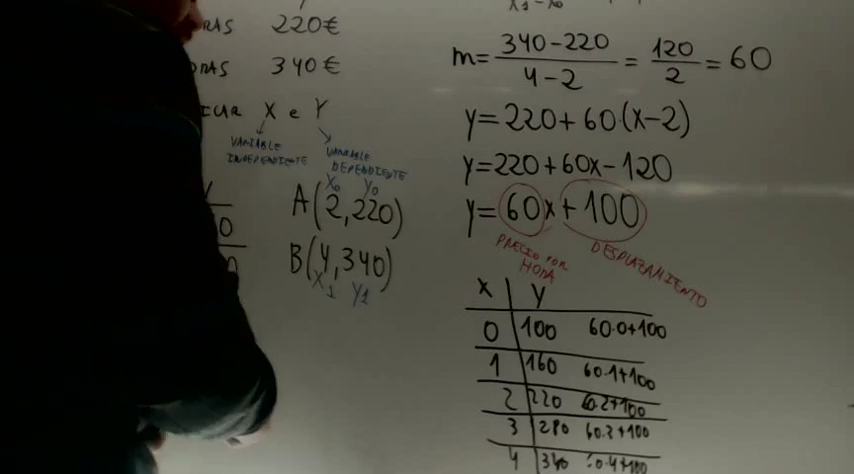 RAS 220€
ORAS 340€
ICAR X e Y
VARIABLE INDEPENDIENTE
VARIABLE DEPENDIENTE
X₀ Y₀
A(2,220)
B(4,340)
X₁ Y₁
X₁-X₀
m=(340-220)/(4-2) = 120/2 = 60
y=220+60(x-2)
y=220+60x-120
y=60x+100
PRECIO POR HORA
DESPLAZAMIENTO
X | Y
0 | 100 60·0+100
1 | 160 60·1+100
2 | 220 60·2+100
3 | 280 60·3+100
4 | 340 60·4+100